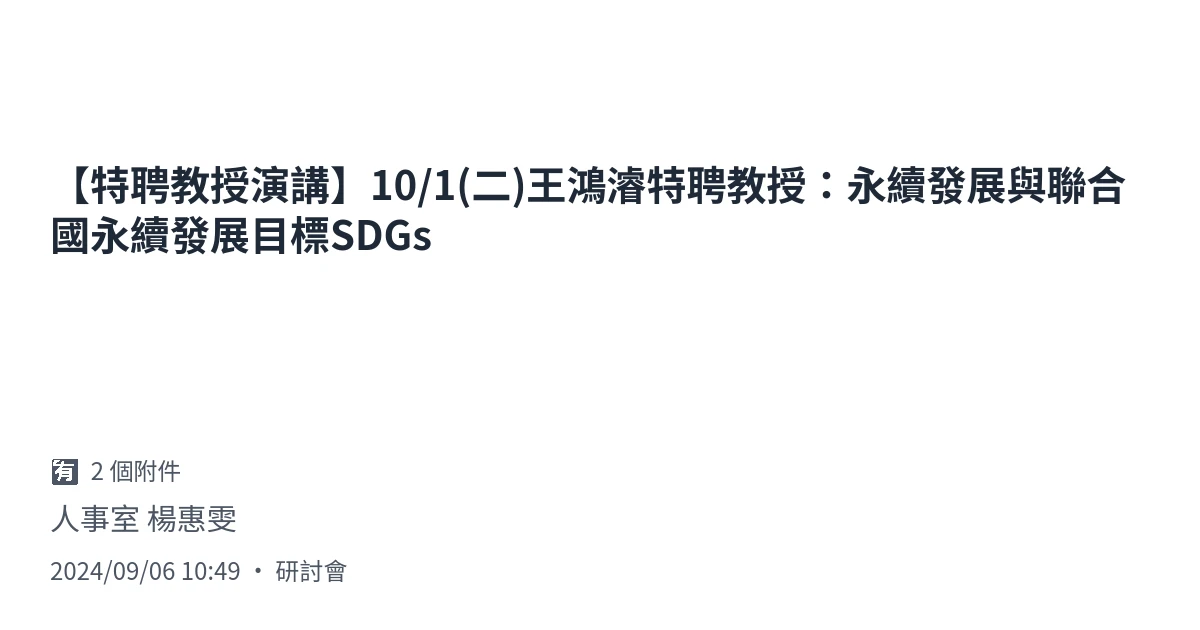 【特聘教授演講】10/1(二)王鴻濬特聘教授：永續發展與聯合
國永續發展目標SDGs
有 2 個附件
人事室 楊惠雯
2024/09/06 10:49 · 研討會